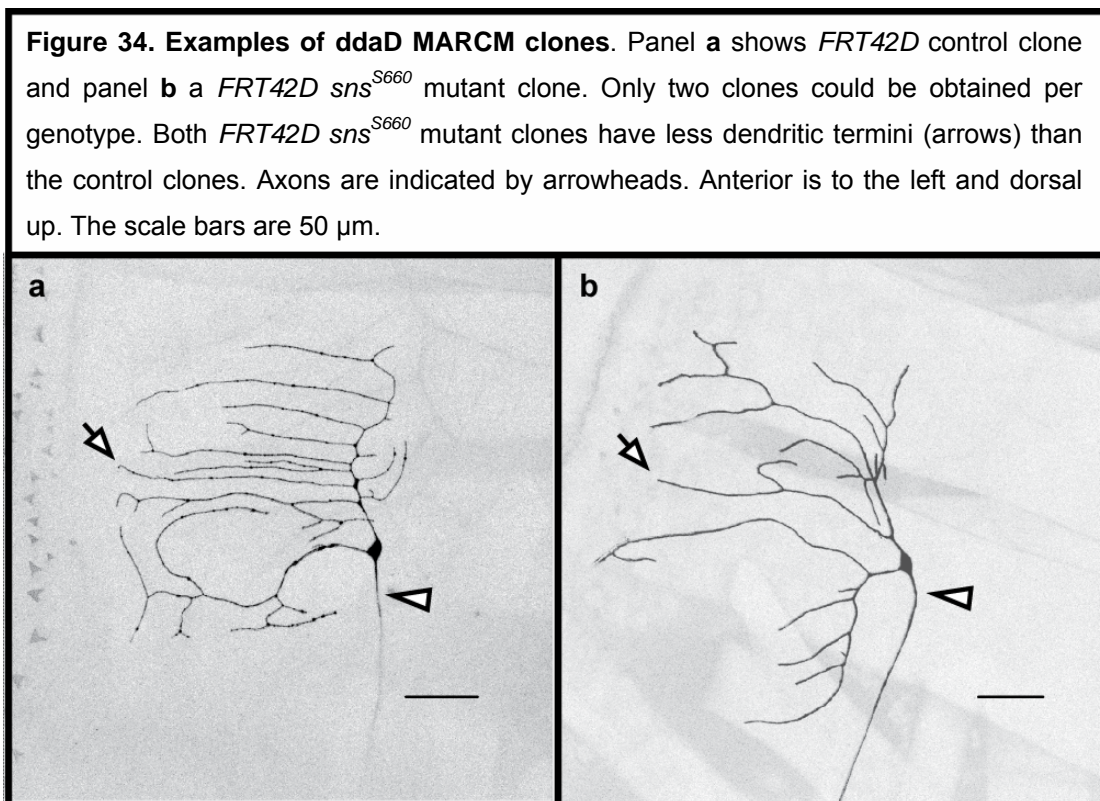 Figure 34. Examples of ddaD MARCM clones. Panel a shows FRT42D control clone
and panel b a FRT42D sns^S660 mutant clone. Only two clones could be obtained per
genotype. Both FRT42D sns^S660 mutant clones have less dendritic termini (arrows) than
the control clones. Axons are indicated by arrowheads. Anterior is to the left and dorsal
up. The scale bars are 50 µm.
a b